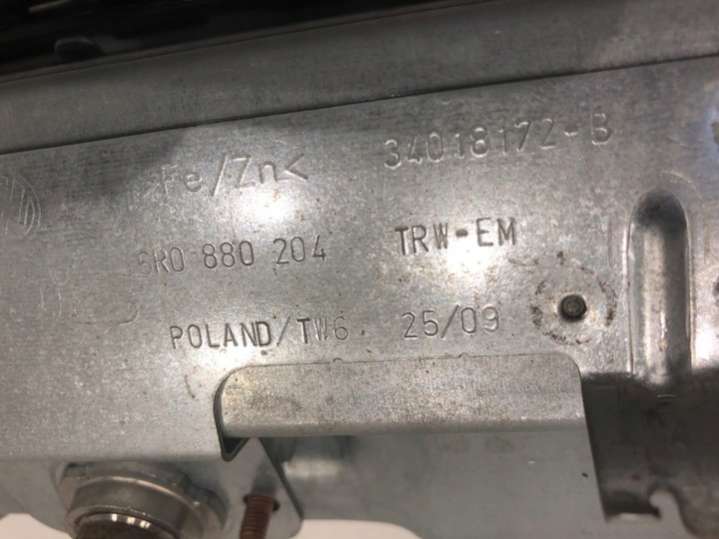 >Fe/Zn< 34018172-B
6R0 880 204 TRW-EM
POLAND/TW6 25/09